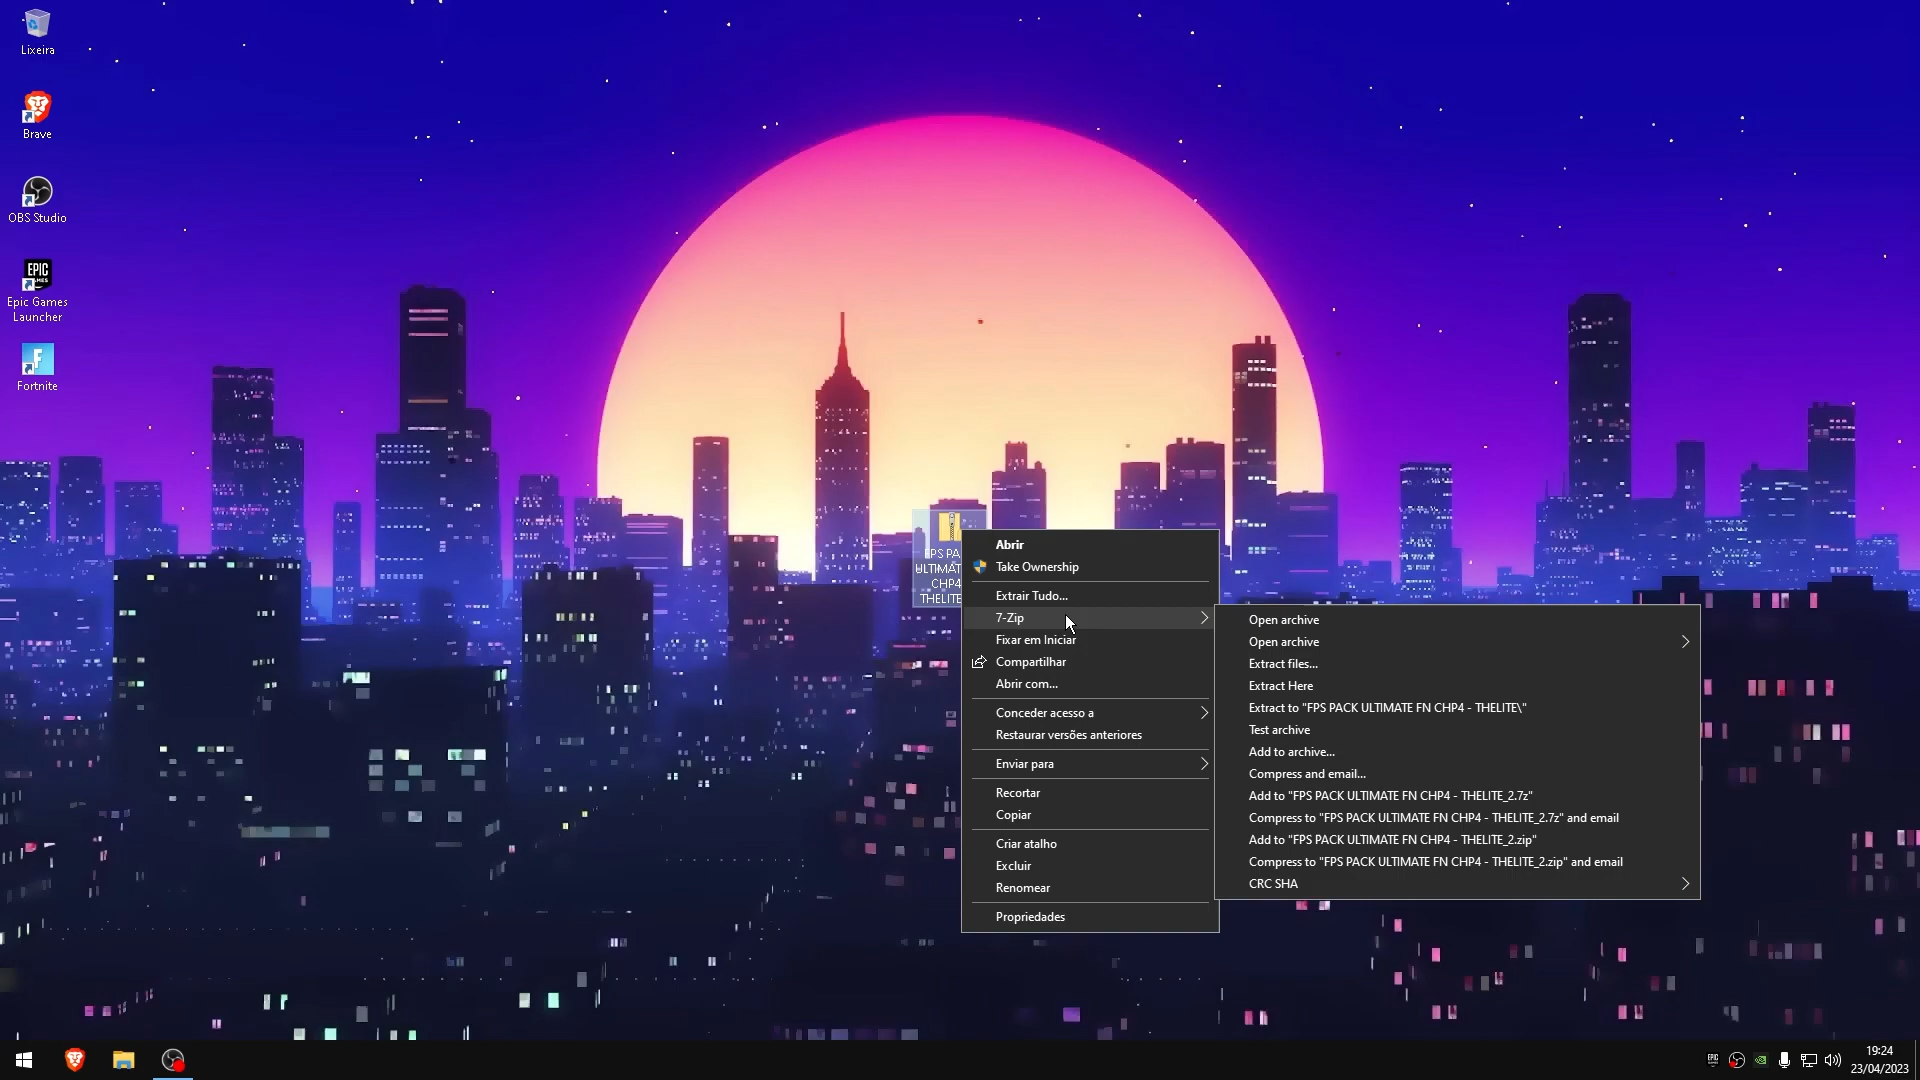 Lixeira
Brave
OBS Studio
EPIC
Epic Games
Launcher
Fortnite
FPS PA
ULTIMAT
CHP4
THELITE
Abrir
Take Ownership
Extrair Tudo...
7-Zip
Fixar em Iniciar
Compartilhar
Abrir com...
Conceder acesso a
Restaurar versões anteriores
Enviar para
Recortar
Copiar
Criar atalho
Excluir
Renomear
Propriedades
Open archive
Open archive
Extract files...
Extract Here
Extract to "FPS PACK ULTIMATE FN CHP4 - THELITE\"
Test archive
Add to archive...
Compress and email...
Add to "FPS PACK ULTIMATE FN CHP4 - THELITE_2.7z"
Compress to "FPS PACK ULTIMATE FN CHP4 - THELITE_2.7z" and email
Add to "FPS PACK ULTIMATE FN CHP4 - THELITE_2.zip"
Compress to "FPS PACK ULTIMATE FN CHP4 - THELITE_2.zip" and email
CRC SHA
19:24
23/04/2023